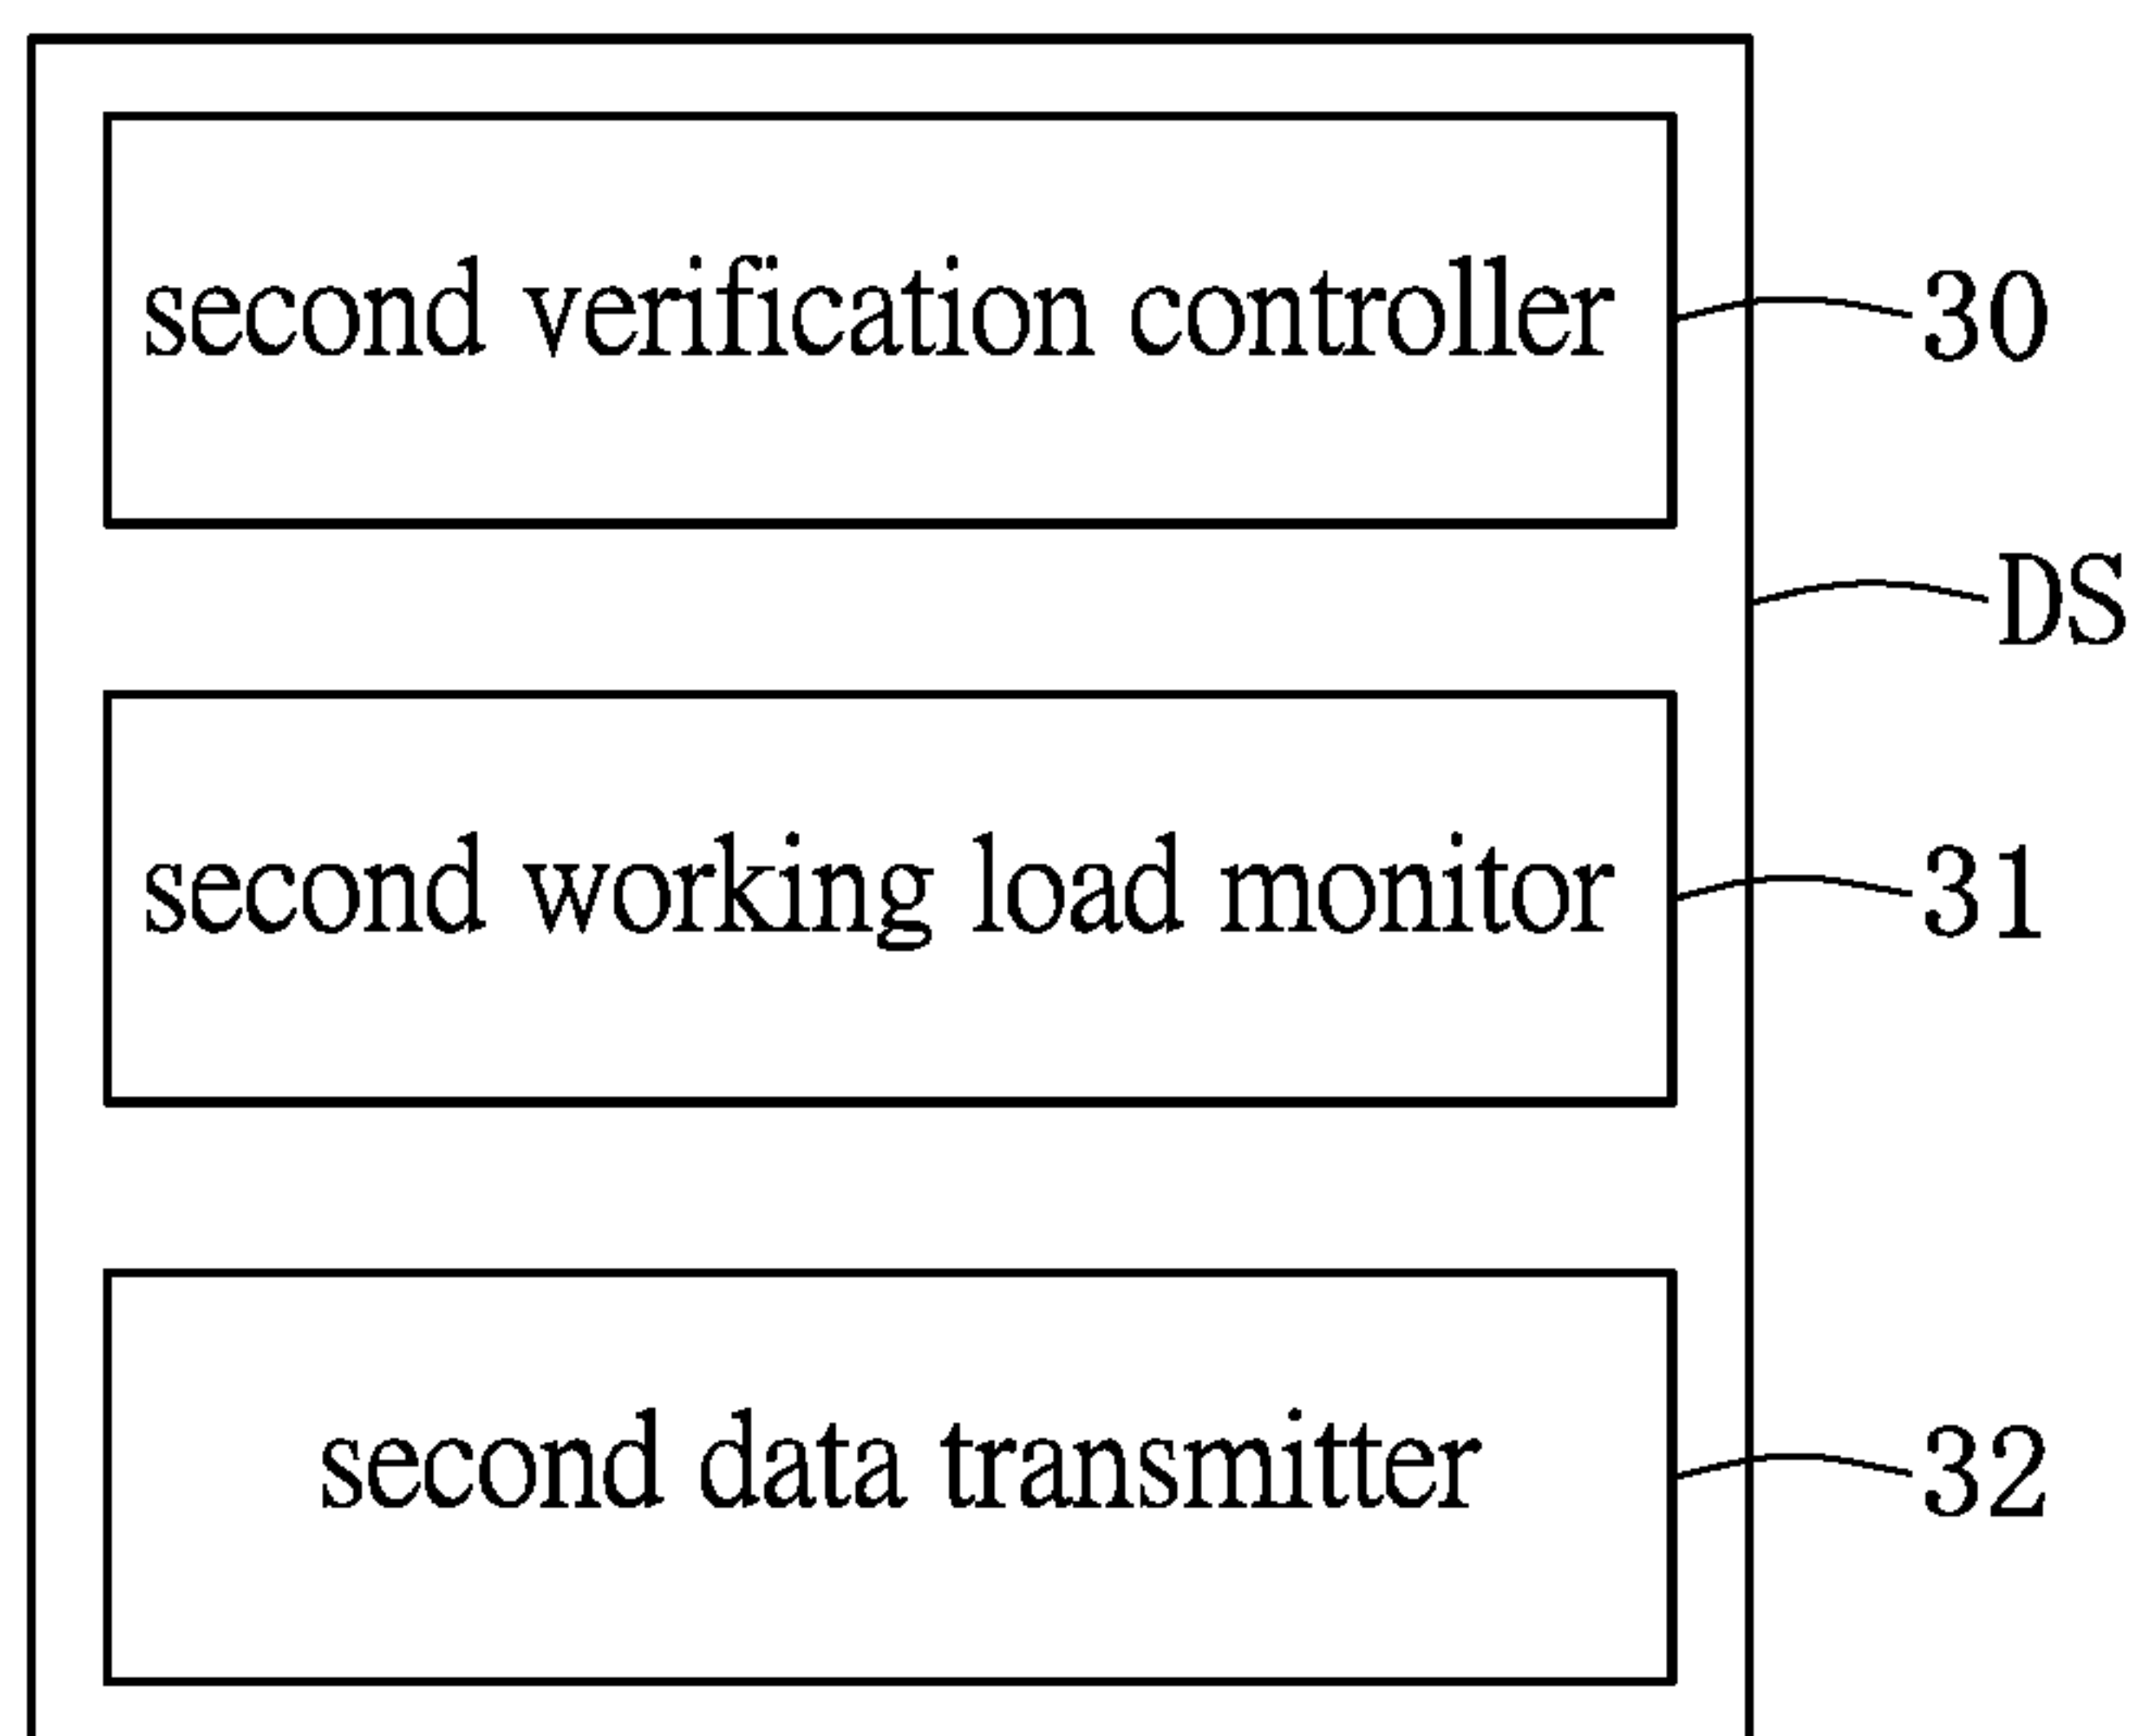 second verification controller 30
DS
second working load monitor 31
second data transmitter 32